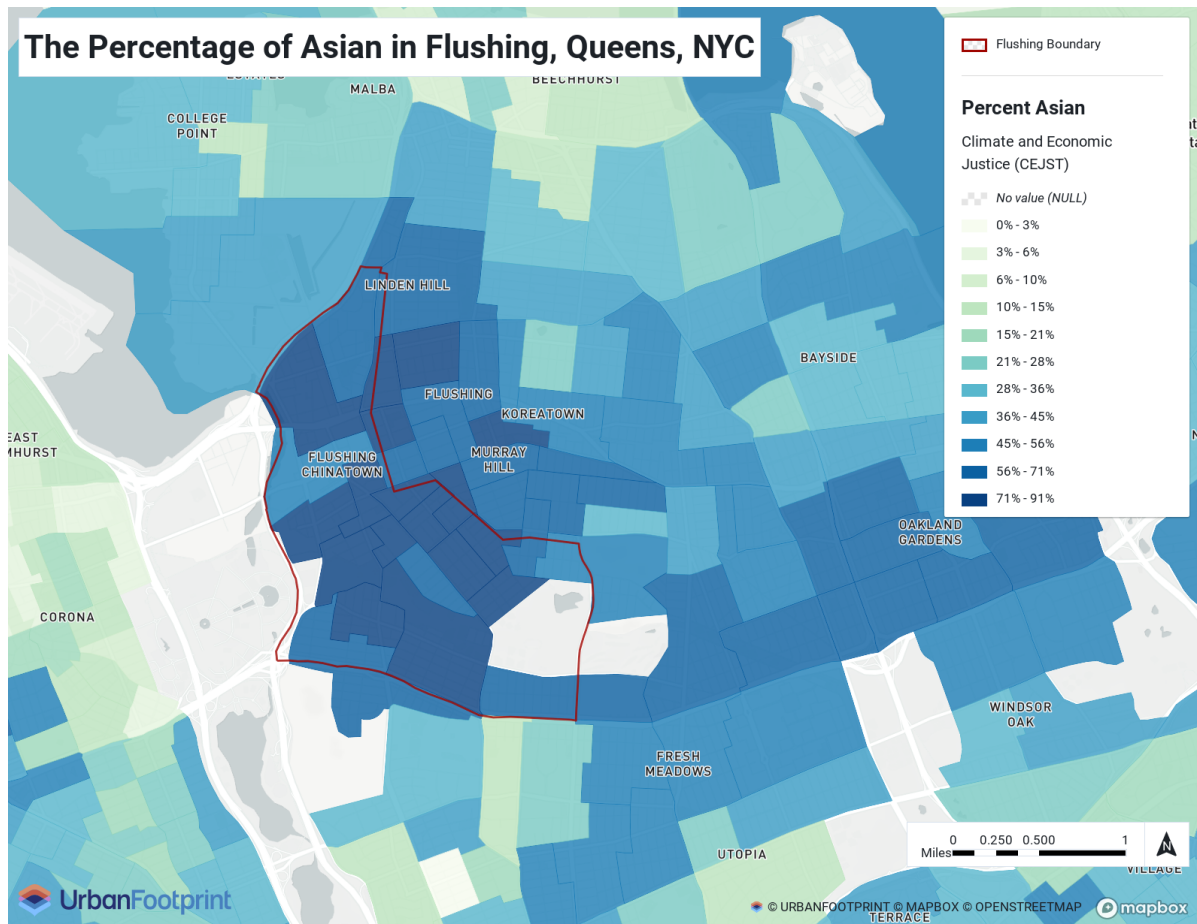 The Percentage of Asian in Flushing, Queens, NYC
MALBA
BEECHHURST
COLLEGE
POINT
LINDEN HILL
BAYSIDE
FLUSHING
KOREATOWN
EAST
MHURST
FLUSHING
CHINATOWN
MURRAY
HILL
OAKLAND
GARDENS
CORONA
WINDSOR
OAK
FRESH
MEADOWS
UTOPIA
VILLAGE
TERRACE
Flushing Boundary
Percent Asian
Climate and Economic
Justice (CEJST)
No value (NULL)
0% - 3%
3% - 6%
6% - 10%
10% - 15%
15% - 21%
21% - 28%
28% - 36%
36% - 45%
45% - 56%
56% - 71%
71% - 91%
0 0.250 0.500 1
Miles
N
UrbanFootprint
© URBANFOOTPRINT © MAPBOX © OPENSTREETMAP
mapbox